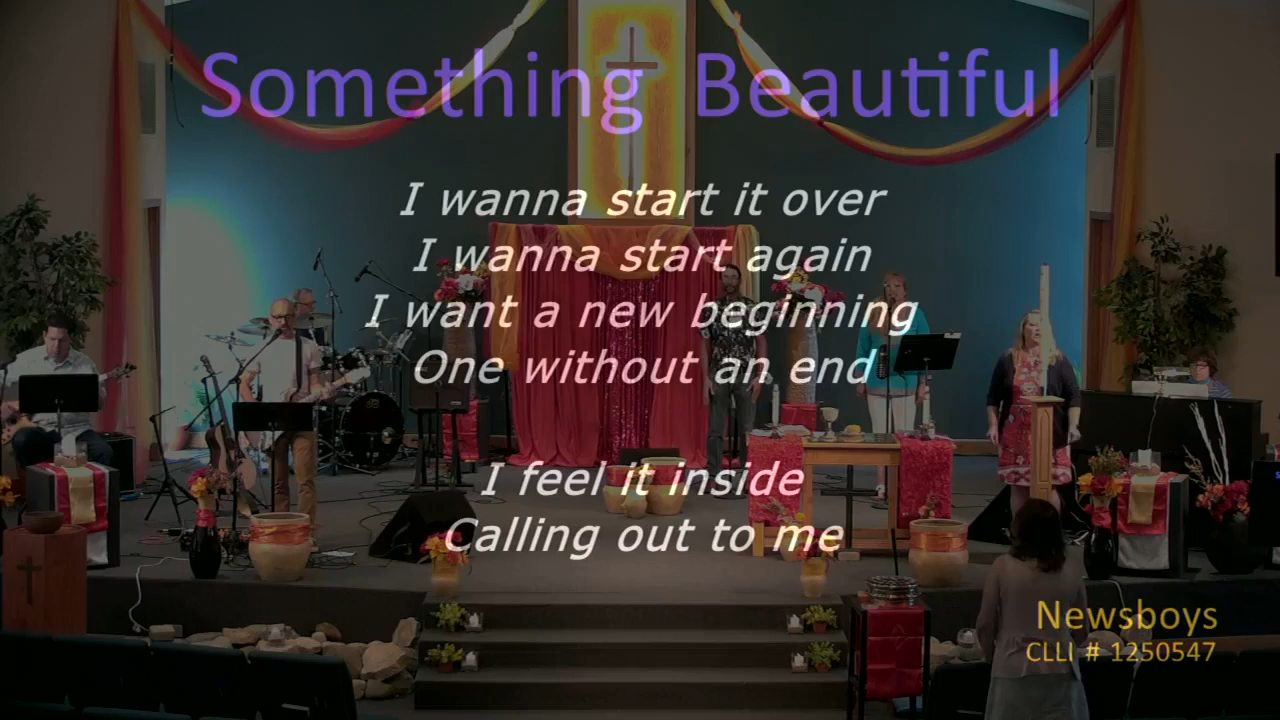 Something Beautiful
I wanna start it over
I wanna start again
I want a new beginning
One without an end
I feel it inside
Calling out to me
Newsboys
CLLI # 1250547